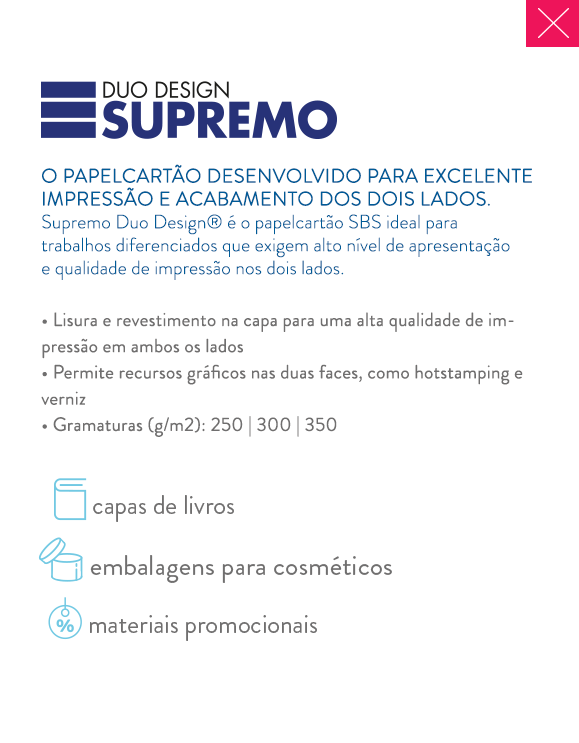 DUO DESIGN
SUPREMO
O PAPELCARTÃO DESENVOLVIDO PARA EXCELENTE
IMPRESSÃO E ACABAMENTO DOS DOIS LADOS.
Supremo Duo Design® é o papelcartão SBS ideal para
trabalhos diferenciados que exigem alto nível de apresentação
e qualidade de impressão nos dois lados.
• Lisura e revestimento na capa para uma alta qualidade de im-
pressão em ambos os lados
• Permite recursos gráficos nas duas faces, como hotstamping e
verniz
• Gramaturas (g/m2): 250 | 300 | 350
capas de livros
embalagens para cosméticos
%
materiais promocionais